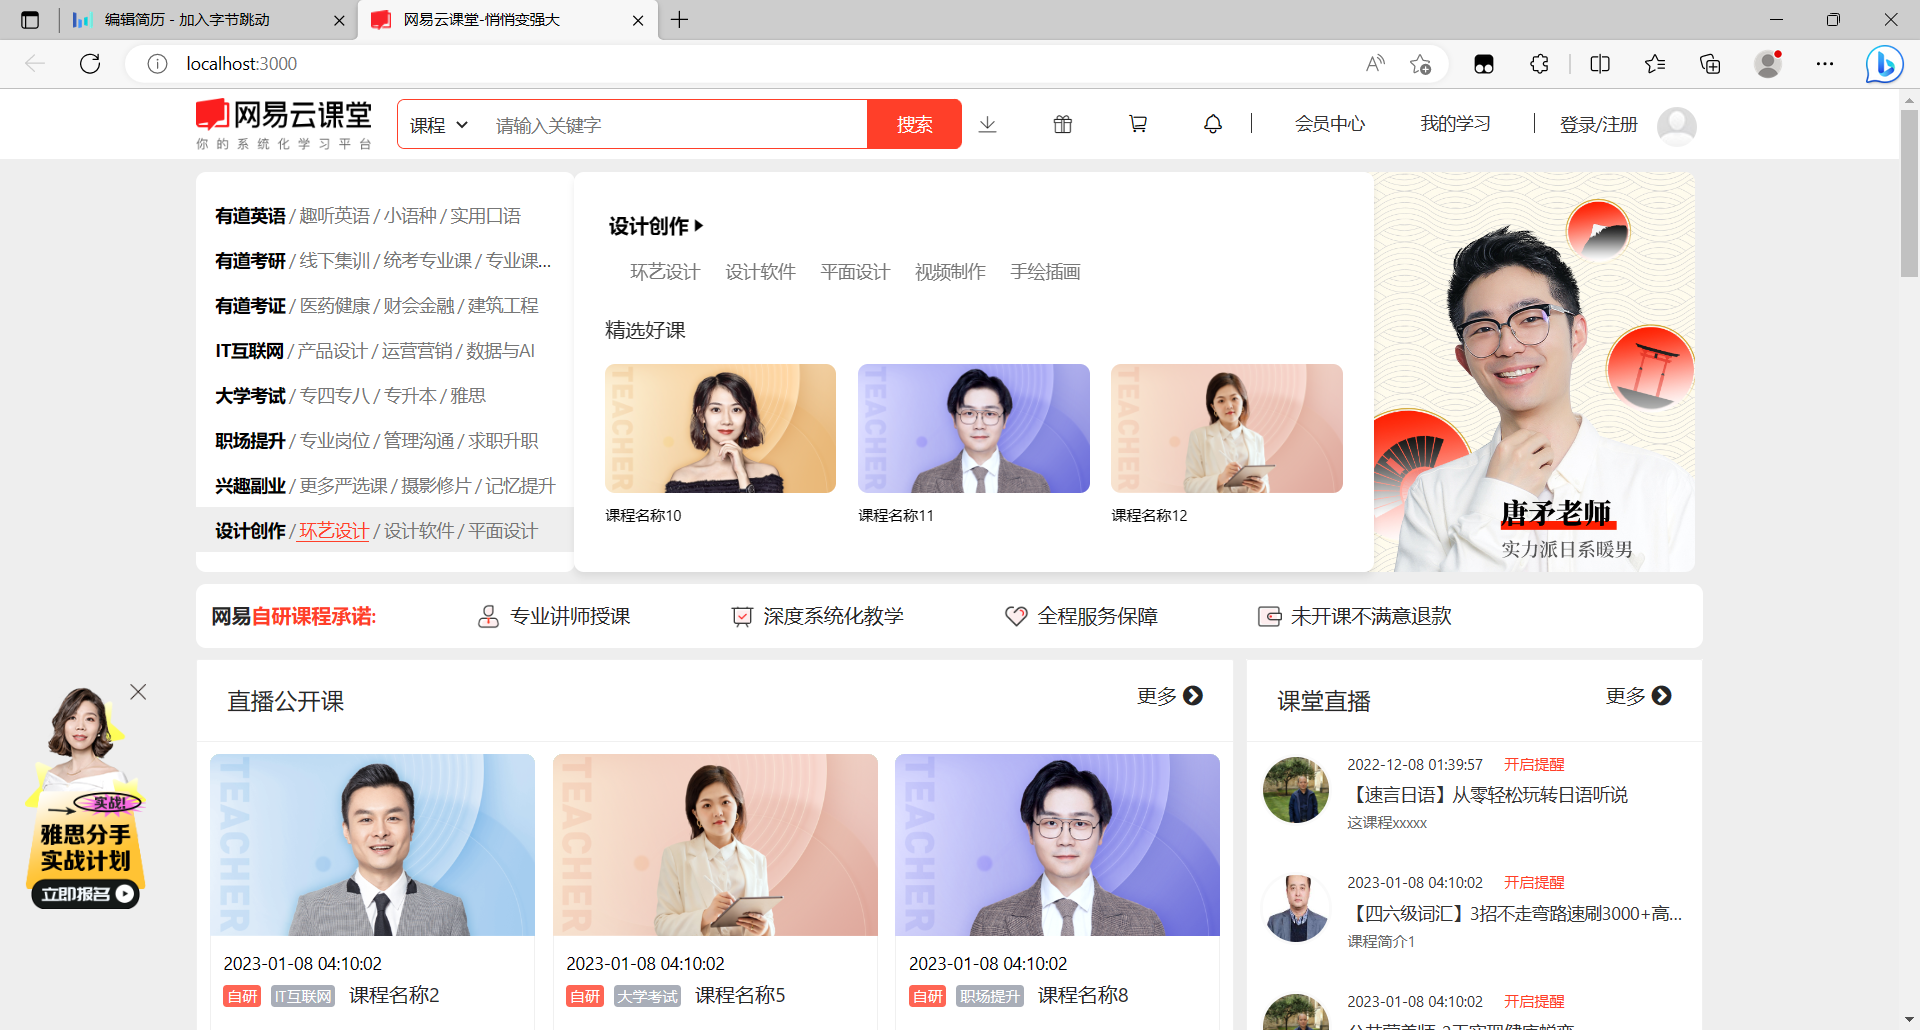 编辑简历 - 加入字节跳动
网易云课堂-悄悄变强大
localhost:3000
网易云课堂
你的系统化学习平台
课程
请输入关键字
搜索
会员中心
我的学习
登录/注册
有道英语 / 趣听英语 / 小语种 / 实用口语
有道考研 / 线下集训 / 统考专业课 / 专业课...
有道考证 / 医药健康 / 财会金融 / 建筑工程
IT互联网 / 产品设计 / 运营营销 / 数据与AI
大学考试 / 专四专八 / 专升本 / 雅思
职场提升 / 专业岗位 / 管理沟通 / 求职升职
兴趣副业 / 更多严选课 / 摄影修片 / 记忆提升
设计创作 / 环艺设计 / 设计软件 / 平面设计
设计创作
环艺设计 设计软件 平面设计 视频制作 手绘插画
精选好课
TEACHER
TEACHER
TEACHER
课程名称10
课程名称11
课程名称12
唐矛老师
实力派日系暖男
网易自研课程承诺:
专业讲师授课
深度系统化教学
全程服务保障
未开课不满意退款
直播公开课
更多
TEACHER
TEACHER
TEACHER
2023-01-08 04:10:02
自研 IT互联网 课程名称2
2023-01-08 04:10:02
自研 大学考试 课程名称5
2023-01-08 04:10:02
自研 职场提升 课程名称8
课堂直播
更多
2022-12-08 01:39:57 开启提醒
【速言日语】从零轻松玩转日语听说
这课程xxxxx
2023-01-08 04:10:02 开启提醒
【四六级词汇】3招不走弯路速刷3000+高...
课程简介1
2023-01-08 04:10:02 开启提醒
实战!
雅思分手
实战计划
立即报名